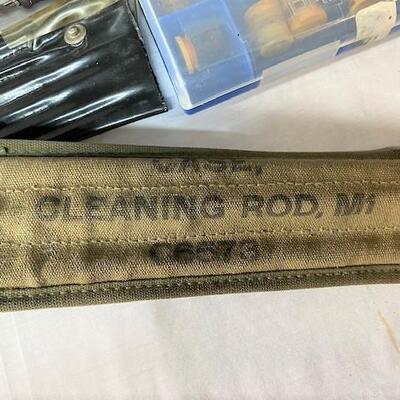 CASE,
CLEANING ROD, M1
C6573